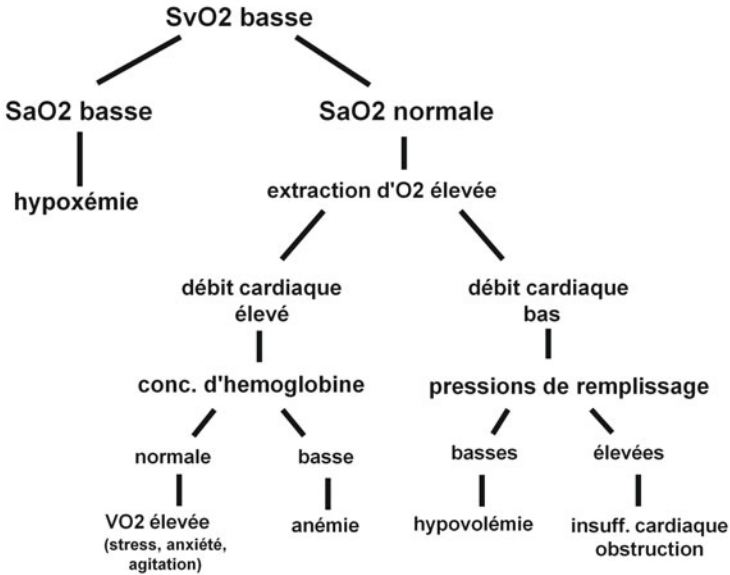 SvO2 basse
SaO2 basse
SaO2 normale
hypoxémie
extraction d'O2 élevée
débit cardiaque
élevé
débit cardiaque
bas
conc. d'hemoglobine
pressions de remplissage
normale
basse
basses
élevées
VO2 élevée
(stress, anxiété,
agitation)
anémie
hypovolémie
insuff. cardiaque
obstruction